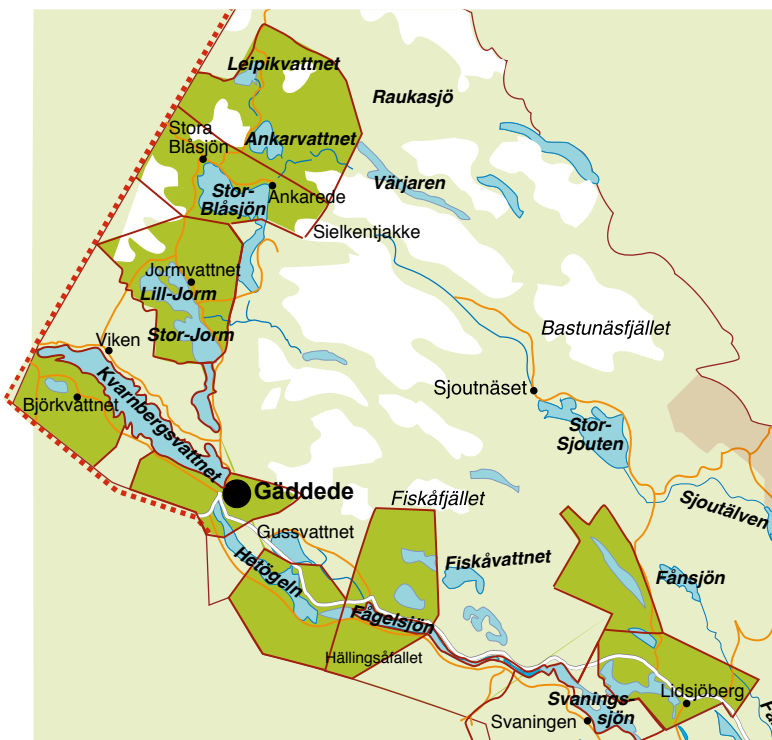 Leipikvattnet
Raukasjö
Stora
Blåsjön
Ankarvattnet
Värjaren
Stor-
Blåsjön
Ankarede
Sielkentjakke
Jormvattnet
Lill-Jorm
Stor-Jorm
Bastunäsfjället
Viken
Kvarnbergsvattnet
Björkvattnet
Sjoutnäset
Stor-
Sjouten
Gäddede
Fiskåfjället
Sjoutälven
Gussvattnet
Hetögeln
Fiskåvattnet
Fånsjön
Fågelsjön
Hällingsåfallet
Lidsjöberg
Svanings-
sjön
Svaningen